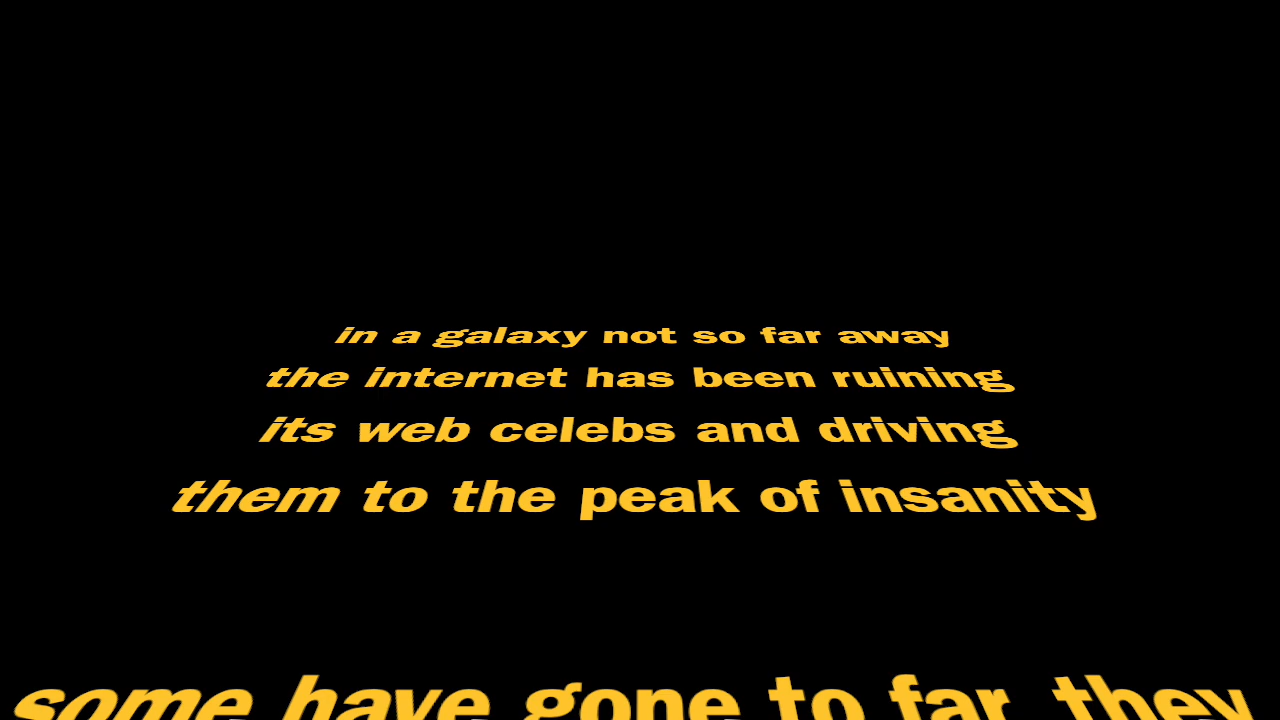 in a galaxy not so far away
the internet has been ruining
its web celebs and driving
them to the peak of insanity
some have gone to far they